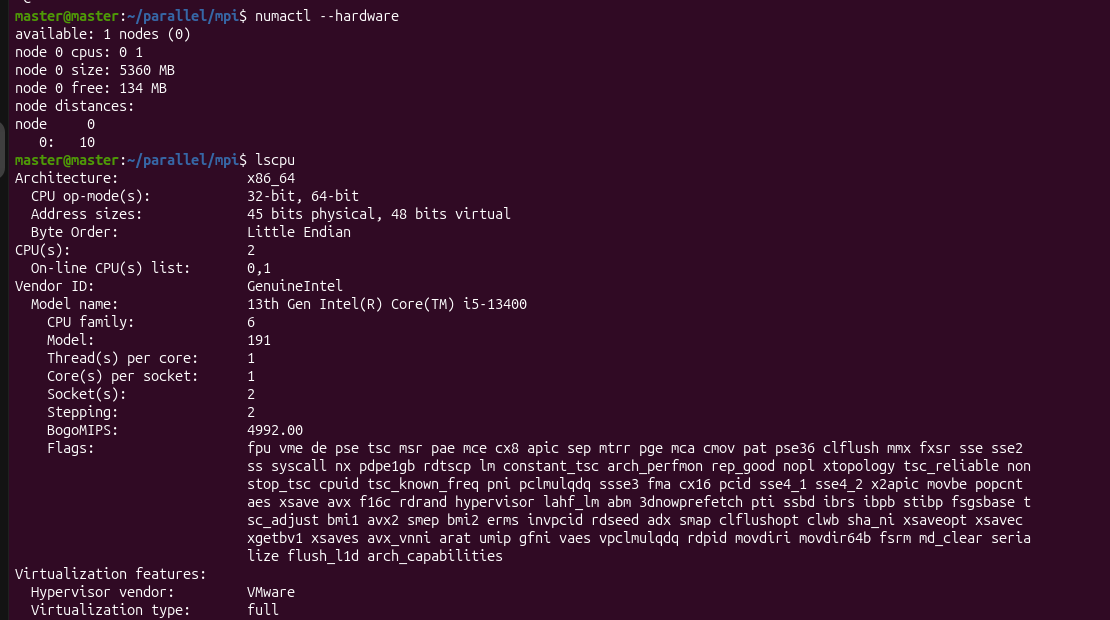 master@master:~/parallel/mpi$ numactl --hardware
available: 1 nodes (0)
node 0 cpus: 0 1
node 0 size: 5360 MB
node 0 free: 134 MB
node distances:
node     0
   0:   10
master@master:~/parallel/mpi$ lscpu
Architecture:                x86_64
  CPU op-mode(s):            32-bit, 64-bit
  Address sizes:             45 bits physical, 48 bits virtual
  Byte Order:                Little Endian
CPU(s):                      2
  On-line CPU(s) list:       0,1
Vendor ID:                   GenuineIntel
  Model name:                13th Gen Intel(R) Core(TM) i5-13400
    CPU family:              6
    Model:                   191
    Thread(s) per core:      1
    Core(s) per socket:      1
    Socket(s):               2
    Stepping:                2
    BogoMIPS:                4992.00
    Flags:                   fpu vme de pse tsc msr pae mce cx8 apic sep mtrr pge mca cmov pat pse36 clflush mmx fxsr sse sse2
                             ss syscall nx pdpe1gb rdtscp lm constant_tsc arch_perfmon rep_good nopl xtopology tsc_reliable non
                             stop_tsc cpuid tsc_known_freq pni pclmulqdq ssse3 fma cx16 pcid sse4_1 sse4_2 x2apic movbe popcnt
                             aes xsave avx f16c rdrand hypervisor lahf_lm abm 3dnowprefetch pti ssbd ibrs ibpb stibp fsgsbase t
                             sc_adjust bmi1 avx2 smep bmi2 erms invpcid rdseed adx smap clflushopt clwb sha_ni xsaveopt xsavec
                             xgetbv1 xsaves avx_vnni arat umip gfni vaes vpclmulqdq rdpid movdiri movdir64b fsrm md_clear seria
                             lize flush_l1d arch_capabilities
Virtualization features:
  Hypervisor vendor:         VMware
  Virtualization type:       full